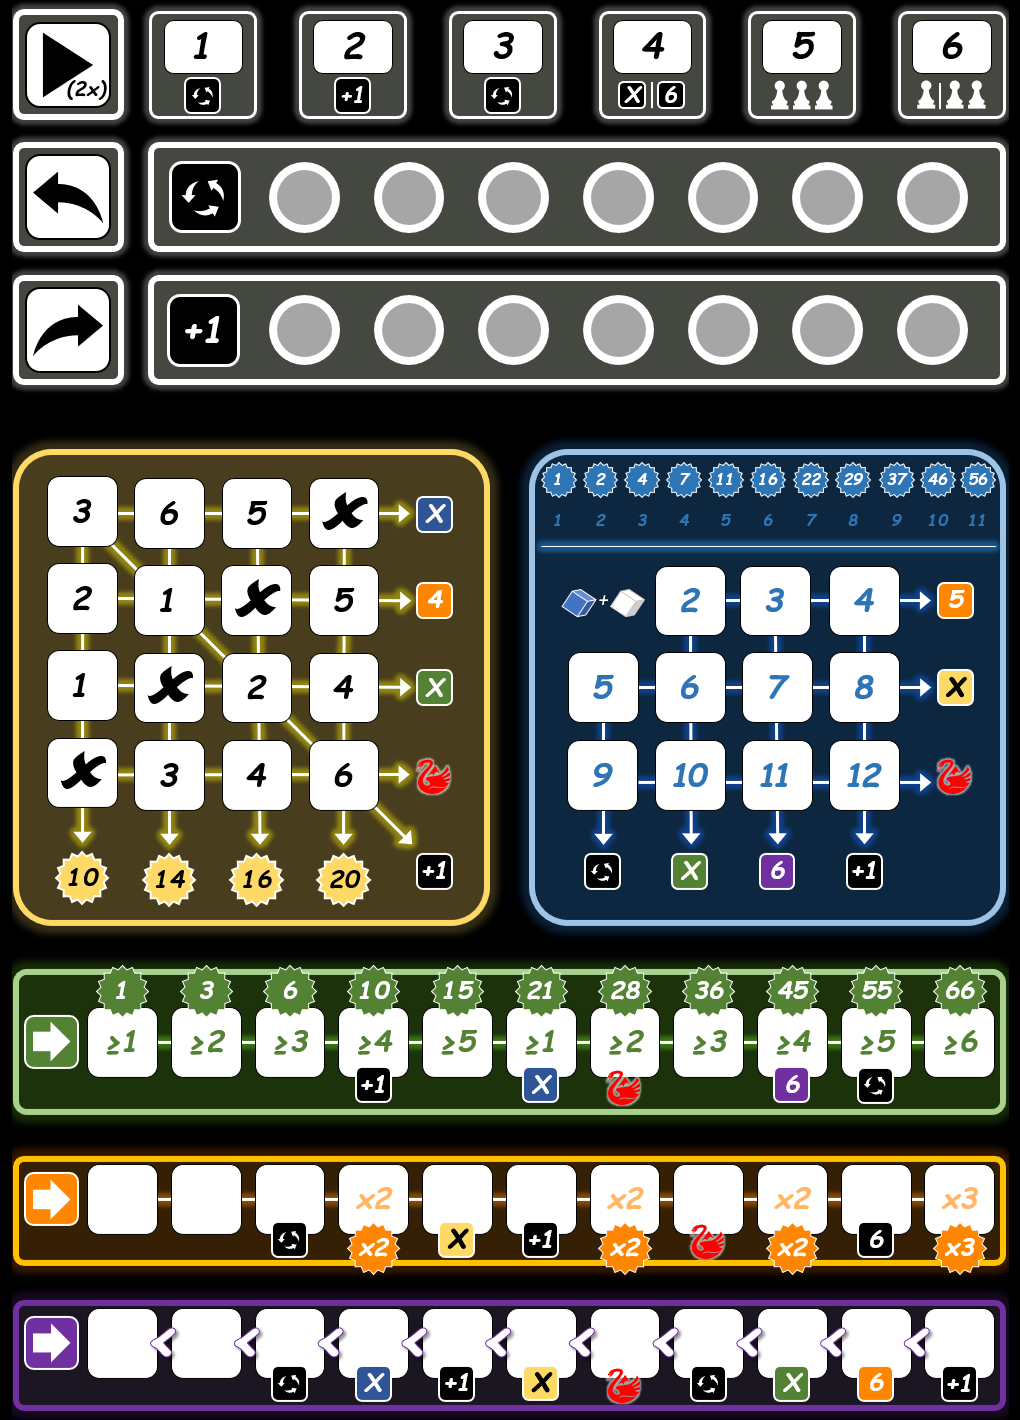 (2x) 1 2 3 4 5 6
+1 X|6
+1
3 6 5 X X
2 1 X 5 4
1 X 2 4 X
X 3 4 6
10 14 16 20 +1
1 2 4 7 11 16 22 29 37 46 56
1 2 3 4 5 6 7 8 9 10 11
+ 2 3 4 5
5 6 7 8 X
9 10 11 12
X 6 +1
1 3 6 10 15 21 28 36 45 55 66
≥1 ≥2 ≥3 ≥4 ≥5 ≥1 ≥2 ≥3 ≥4 ≥5 ≥6
+1 X 6
x2 x2 x2 x3
x2 X +1 x2 x2 6 x3
< < < < < < < < < <
X +1 X X 6 +1